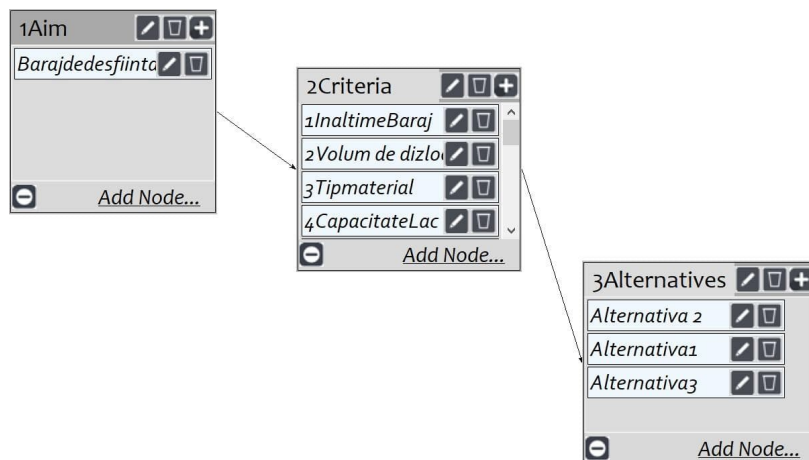 1Aim
Barajdedesfiinta
Add Node...
2Criteria
1InaltimeBaraj
2Volum de dizlo
3Tipmaterial
4CapacitateLac
Add Node...
3Alternatives
Alternativa 2
Alternativa1
Alternativa3
Add Node...